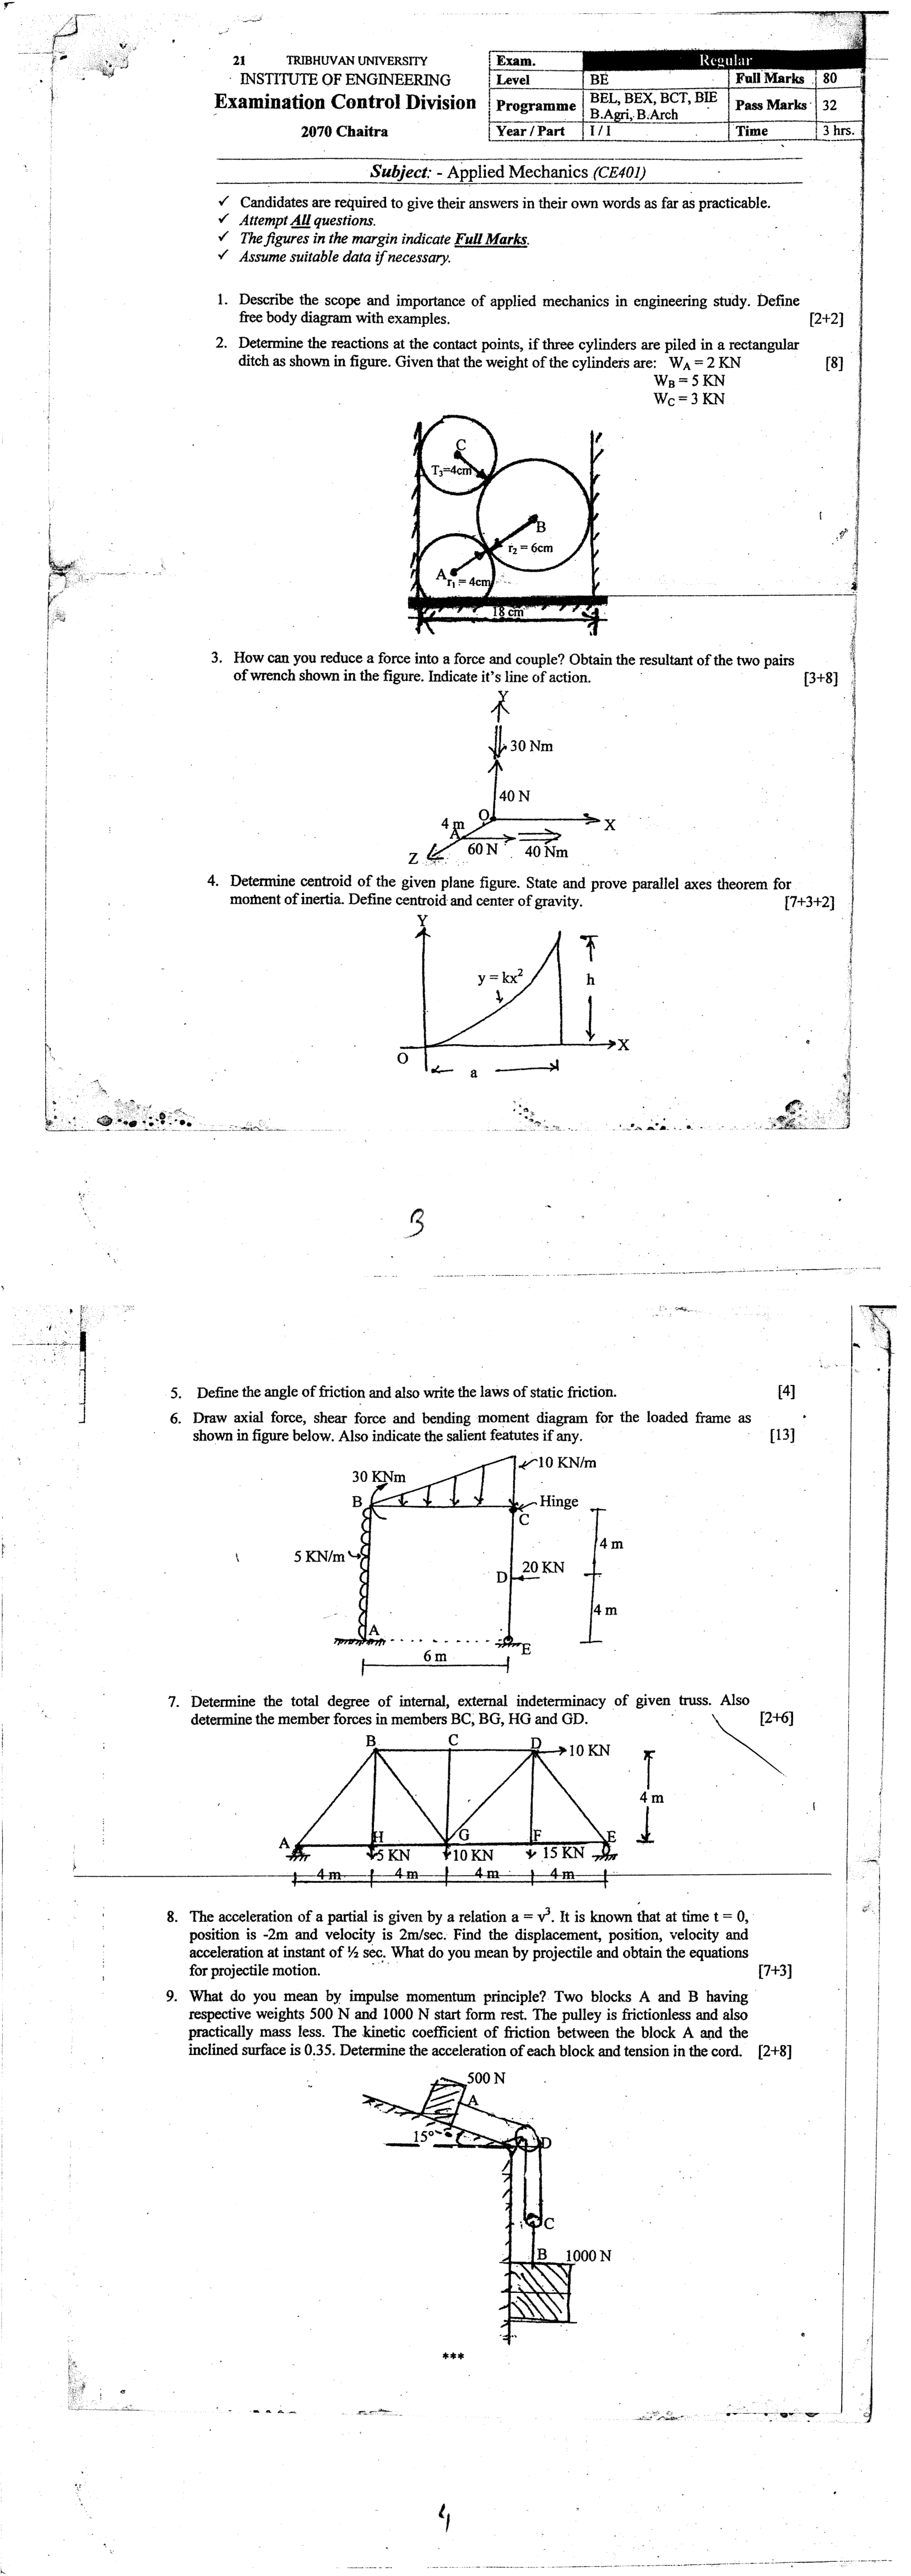 21 TRIBHUVAN UNIVERSITY
INSTITUTE OF ENGINEERING
Examination Control Division
2070 Chaitra
Exam. Regular
Level BE Full Marks 80
Programme BEL, BEX, BCT, BIE B.Agri, B.Arch Pass Marks 32
Year / Part I / I Time 3 hrs.
Subject: - Applied Mechanics (CE401)
✓ Candidates are required to give their answers in their own words as far as practicable.
✓ Attempt All questions.
✓ The figures in the margin indicate Full Marks.
✓ Assume suitable data if necessary.
1. Describe the scope and importance of applied mechanics in engineering study. Define
free body diagram with examples. [2+2]
2. Determine the reactions at the contact points, if three cylinders are piled in a rectangular
ditch as shown in figure. Given that the weight of the cylinders are: W_A = 2 KN [8]
W_B = 5 KN
W_C = 3 KN
C
T3=4cm
B
r2 = 6cm
A
r1 = 4cm
18 cm
3. How can you reduce a force into a force and couple? Obtain the resultant of the two pairs
of wrench shown in the figure. Indicate it's line of action. [3+8]
Y
30 Nm
40 N
O
4 m
X
A
60 N 40 Nm
Z
4. Determine centroid of the given plane figure. State and prove parallel axes theorem for
moment of inertia. Define centroid and center of gravity. [7+3+2]
Y
y = kx²
h
X
O
a
3
5. Define the angle of friction and also write the laws of static friction. [4]
6. Draw axial force, shear force and bending moment diagram for the loaded frame as
shown in figure below. Also indicate the salient featutes if any. [13]
10 KN/m
30 KNm
B
Hinge
C
4 m
5 KN/m
20 KN
D
4 m
A
E
6 m
7. Determine the total degree of internal, external indeterminacy of given truss. Also
determine the member forces in members BC, BG, HG and GD. [2+6]
B C D
10 KN
4 m
A H G F E
5 KN 10 KN 15 KN
4 m 4 m 4 m 4 m
8. The acceleration of a partial is given by a relation a = v³. It is known that at time t = 0,
position is -2m and velocity is 2m/sec. Find the displacement, position, velocity and
acceleration at instant of ½ sec. What do you mean by projectile and obtain the equations
for projectile motion. [7+3]
9. What do you mean by impulse momentum principle? Two blocks A and B having
respective weights 500 N and 1000 N start form rest. The pulley is frictionless and also
practically mass less. The kinetic coefficient of friction between the block A and the
inclined surface is 0.35. Determine the acceleration of each block and tension in the cord. [2+8]
500 N
A
15°
D
C
B 1000 N
***
4